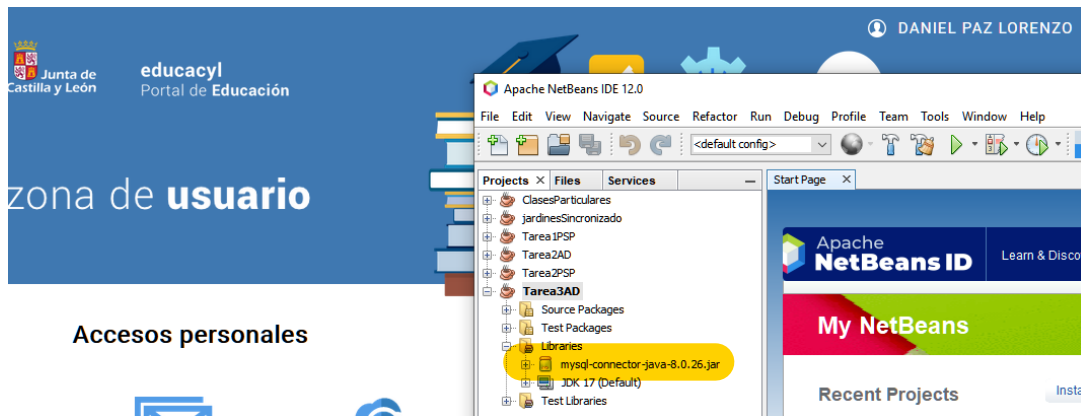 DANIEL PAZ LORENZO
Junta de
Castilla y León
educacyl
Portal de Educación
zona de usuario
Accesos personales
Apache NetBeans IDE 12.0
File Edit View Navigate Source Refactor Run Debug Profile Team Tools Window Help
<default config>
Projects Files Services
Start Page
ClasesParticulares
jardinesSincronizado
Tarea1PSP
Tarea2AD
Tarea2PSP
Tarea3AD
Source Packages
Test Packages
Libraries
mysql-connector-java-8.0.26.jar
JDK 17 (Default)
Test Libraries
Apache
NetBeans ID
Learn & Disco
My NetBeans
Recent Projects
Insta